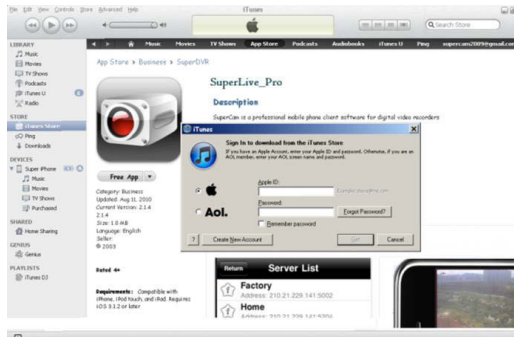 File Edit View Controls Store Advanced Help
iTunes
Search Store
LIBRARY
Music
Movies
TV Shows
Podcasts
iTunes U
Radio
STORE
iTunes Store
Ping
Downloads
DEVICES
Super iPhone
Music
Movies
TV Shows
Purchased
SHARED
Home Sharing
GENIUS
Genius
PLAYLISTS
iTunes DJ
Music Movies TV Shows App Store Podcasts Audiobooks iTunes U Ping
App Store > Business > SuperDVR
SuperLive_Pro
Description
SuperCam is a professional mobile phone client software for digital video recorders
Free App
Category: Business
Updated: Aug 11, 2010
Current Version: 2.1.4
2.1.4
Size: 1.0 MB
Language: English
Seller:
© 2003
Rated 4+
Requirements: Compatible with
iPhone, iPod touch, and iPad. Requires
iOS 3.1.2 or later
iTunes
Sign In to download from the iTunes Store
If you have an Apple Account, enter your Apple ID and password. Otherwise, if you are an
AOL member, enter your AOL screen name and password.
Apple ID:
Example: steve@me.com
Aol.
Password:
Forgot Password?
Remember password
?
Create New Account
Get
Cancel
Return
Server List
Factory
Address: 210.21.229.141:5002
Home